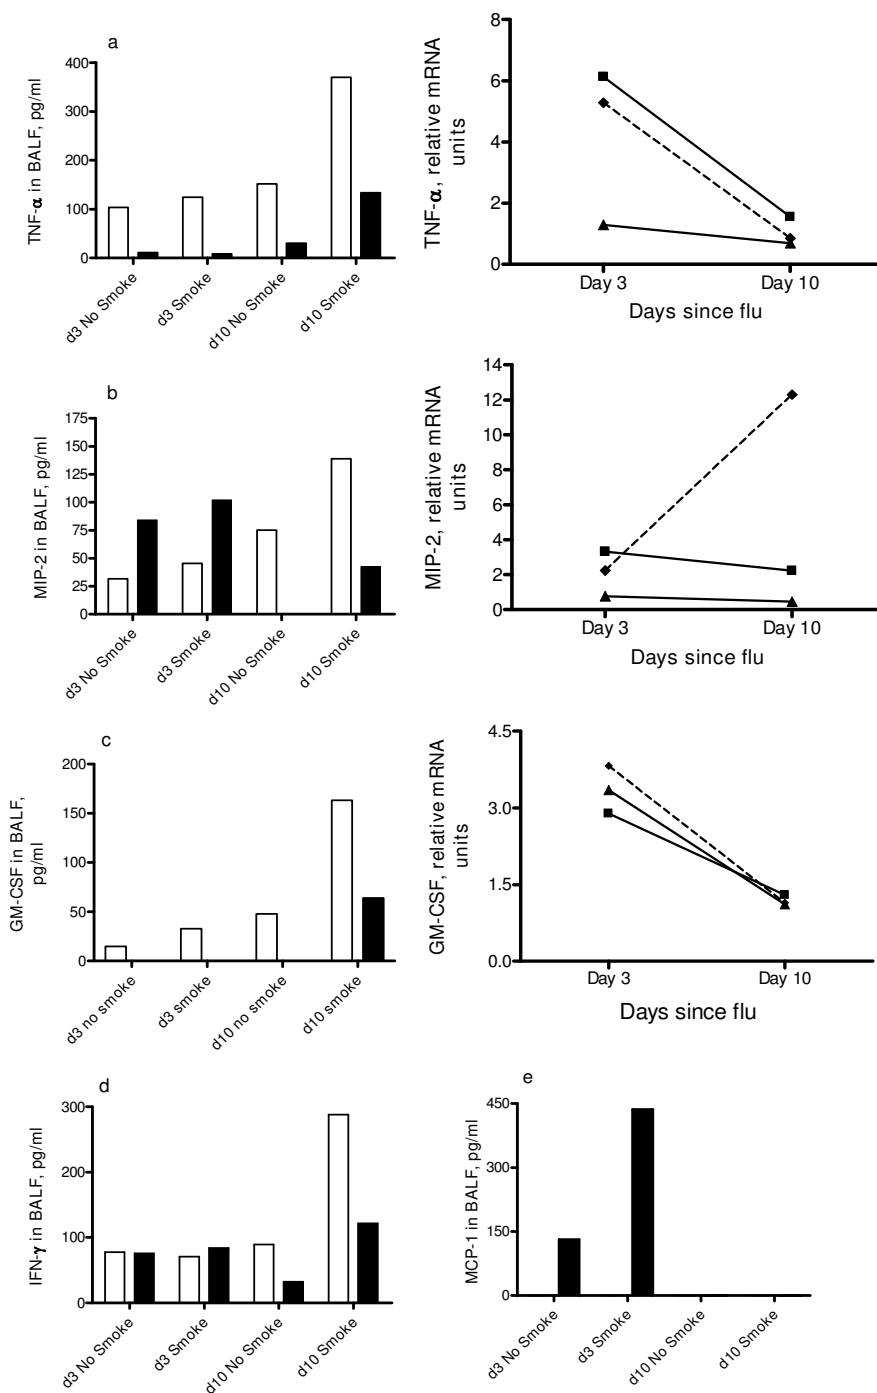 a
TNF-α in BALF, pg/ml
400
300
200
100
0
d3 No Smoke
d3 Smoke
d10 No Smoke
d10 Smoke
TNF-α, relative mRNA
units
8
6
4
2
0
Day 3
Day 10
Days since flu
b
MIP-2 in BALF, pg/ml
175
150
125
100
75
50
25
0
d3 No Smoke
d3 Smoke
d10 No Smoke
d10 Smoke
MIP-2, relative mRNA
units
14
12
10
8
6
4
2
0
Day 3
Day 10
Days since flu
c
GM-CSF in BALF,
pg/ml
200
150
100
50
0
d3 no smoke
d3 smoke
d10 no smoke
d10 smoke
GM-CSF, relative mRNA
units
4.5
3.0
1.5
0.0
Day 3
Day 10
Days since flu
d
IFN-γ in BALF, pg/ml
300
200
100
0
d3 No Smoke
d3 Smoke
d10 No Smoke
d10 Smoke
e
MCP-1 in BALF, pg/ml
450
300
150
0
d3 No Smoke
d3 Smoke
d10 No Smoke
d10 Smoke